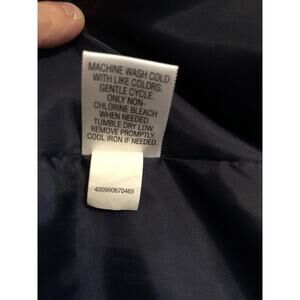 MACHINE WASH COLD
WITH LIKE COLORS.
GENTLE CYCLE.
ONLY NON-
CHLORINE BLEACH
WHEN NEEDED.
TUMBLE DRY LOW.
REMOVE PROMPTLY.
COOL IRON IF NEEDED.
400990670465